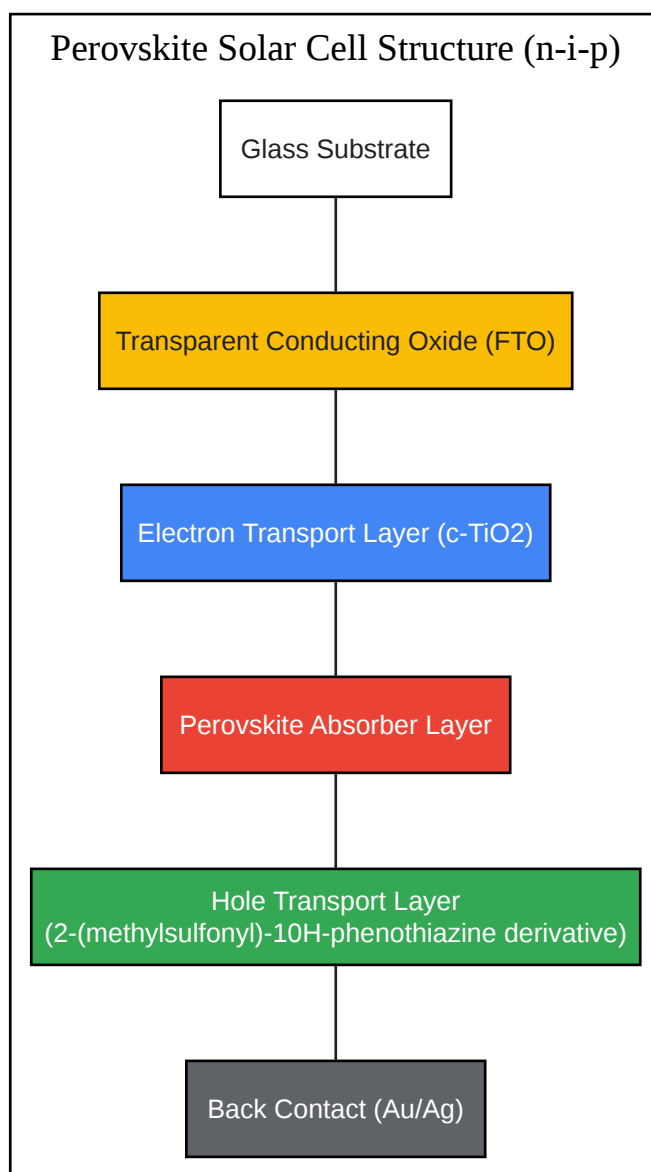 Perovskite Solar Cell Structure (n-i-p)
Glass Substrate
Transparent Conducting Oxide (FTO)
Electron Transport Layer (c-TiO2)
Perovskite Absorber Layer
Hole Transport Layer
(2-(methylsulfonyl)-10H-phenothiazine derivative)
Back Contact (Au/Ag)